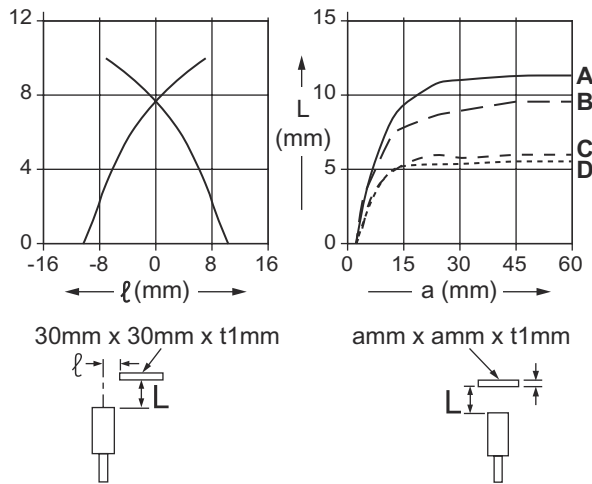 12
8
4
0
-16 -8 0 8 16
ℓ (mm)
L
(mm)
15
10
5
0
0 15 30 45 60
a (mm)
A
B
C
D
30mm x 30mm x t1mm
ℓ
L
amm x amm x t1mm
L